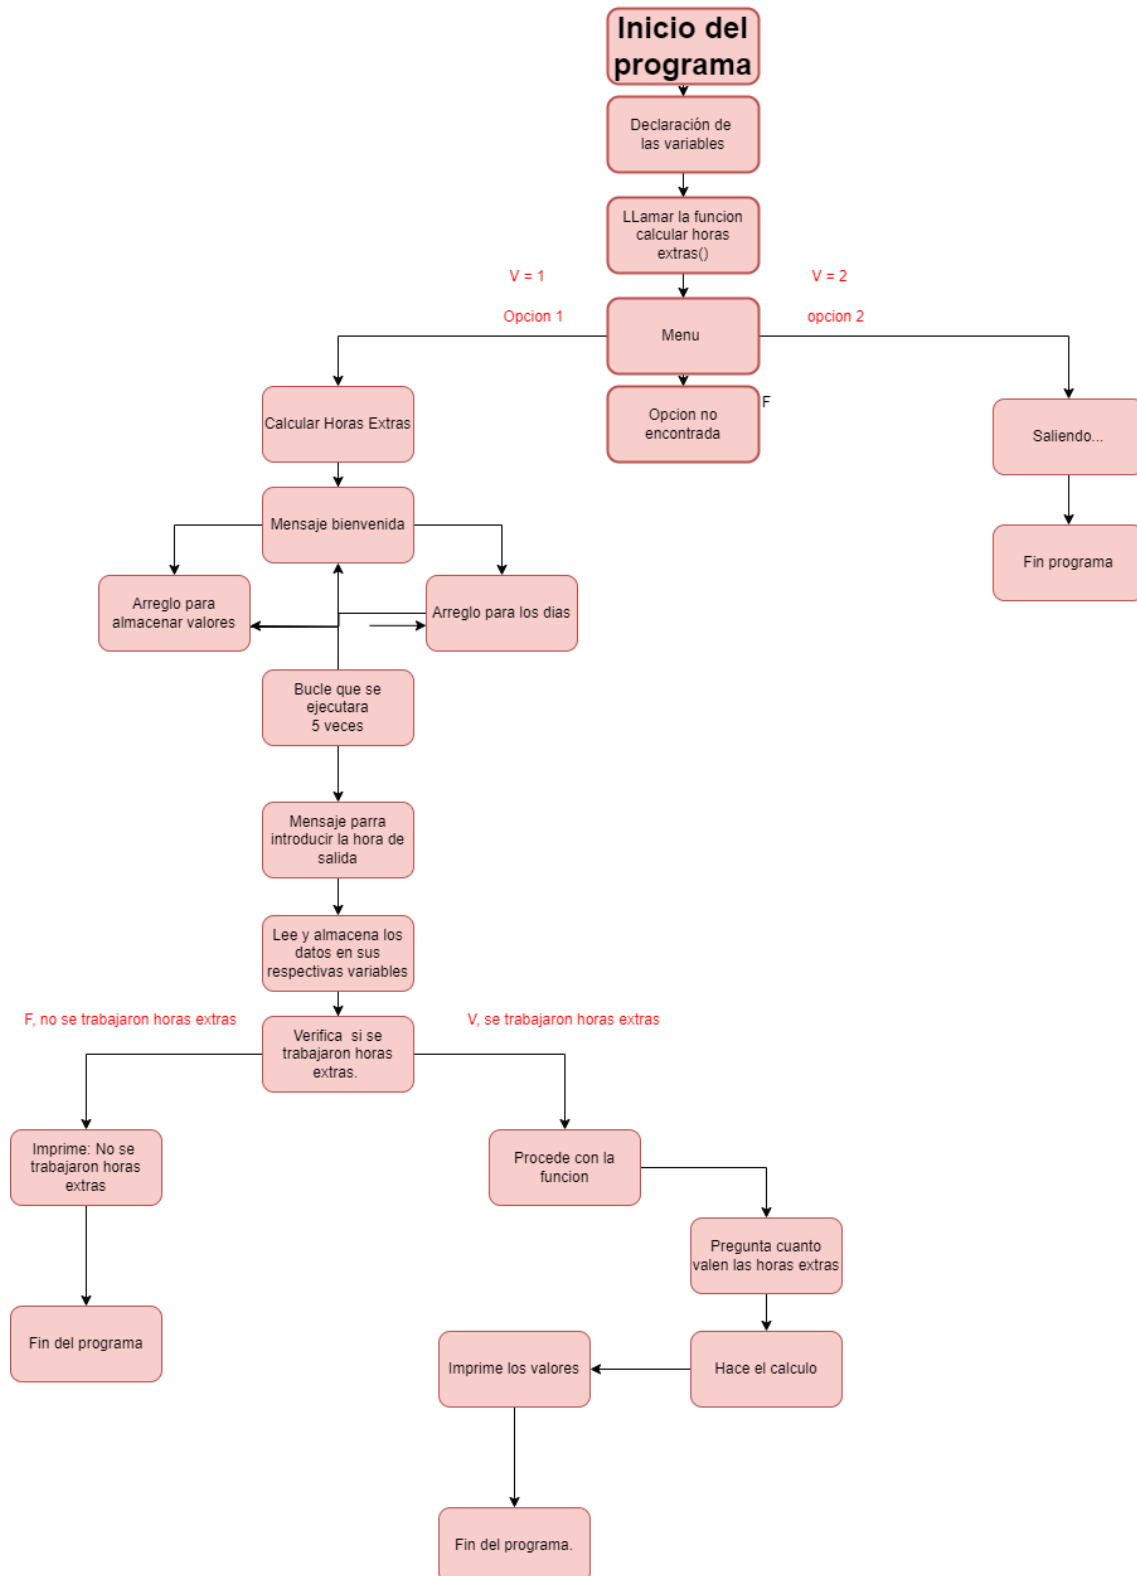 Inicio del
programa
Declaración de
las variables
LLamar la funcion
calcular horas
extras()
V = 1
V = 2
Opcion 1
Menu
opcion 2
Opcion no
encontrada
F
Calcular Horas Extras
Saliendo...
Mensaje bienvenida
Fin programa
Arreglo para
almacenar valores
Arreglo para los dias
Bucle que se
ejecutara
5 veces
Mensaje parra
introducir la hora de
salida
Lee y almacena los
datos en sus
respectivas variables
F, no se trabajaron horas extras
V, se trabajaron horas extras
Verifica si se
trabajaron horas
extras.
Imprime: No se
trabajaron horas
extras
Procede con la
funcion
Pregunta cuanto
valen las horas extras
Fin del programa
Imprime los valores
Hace el calculo
Fin del programa.